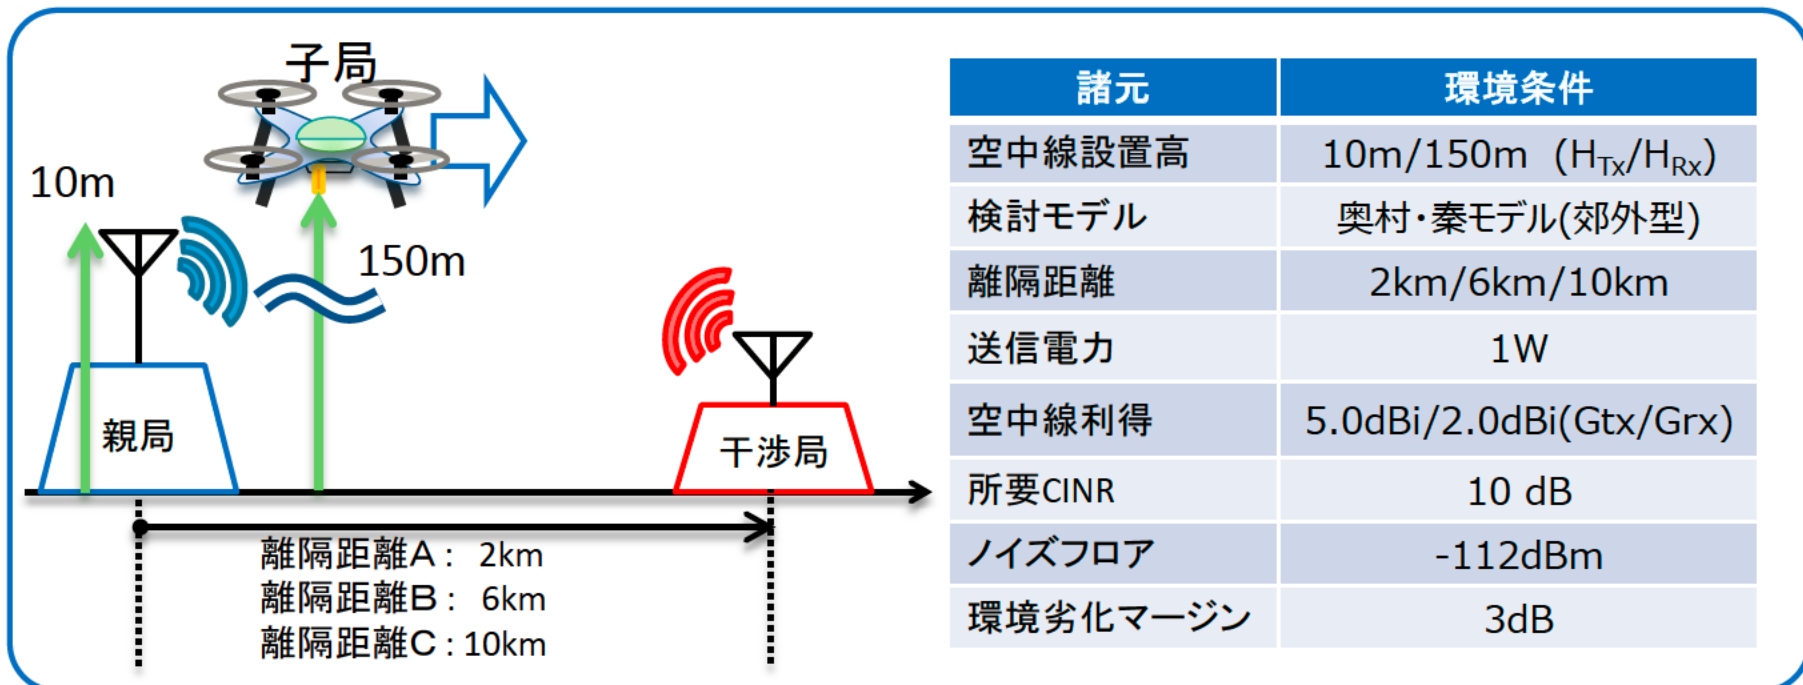 子局
10m
150m
親局
干渉局
離隔距離A： 2km
離隔距離B： 6km
離隔距離C：10km
諸元 環境条件
空中線設置高 10m/150m (HTx/HRx)
検討モデル 奥村・秦モデル(郊外型)
離隔距離 2km/6km/10km
送信電力 1W
空中線利得 5.0dBi/2.0dBi(Gtx/Grx)
所要CINR 10 dB
ノイズフロア -112dBm
環境劣化マージン 3dB